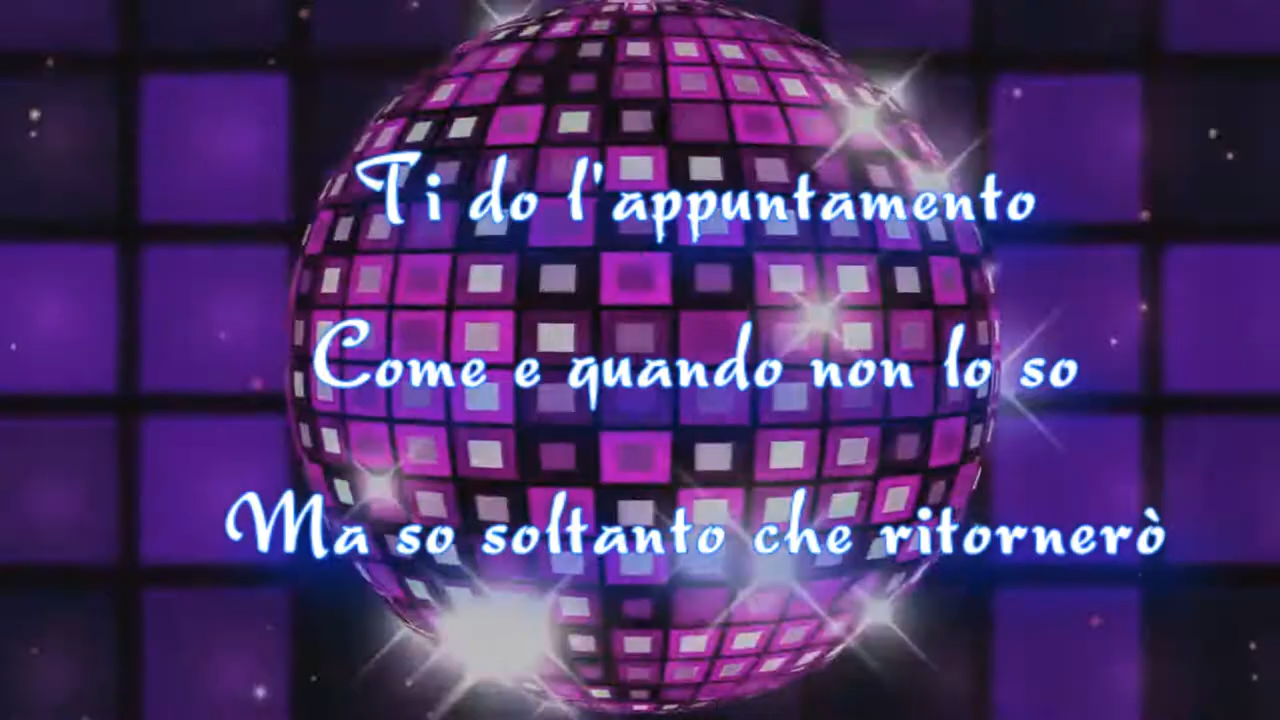 Ti do l'appuntamento
Come e quando non lo so
Ma so soltanto che ritornerò